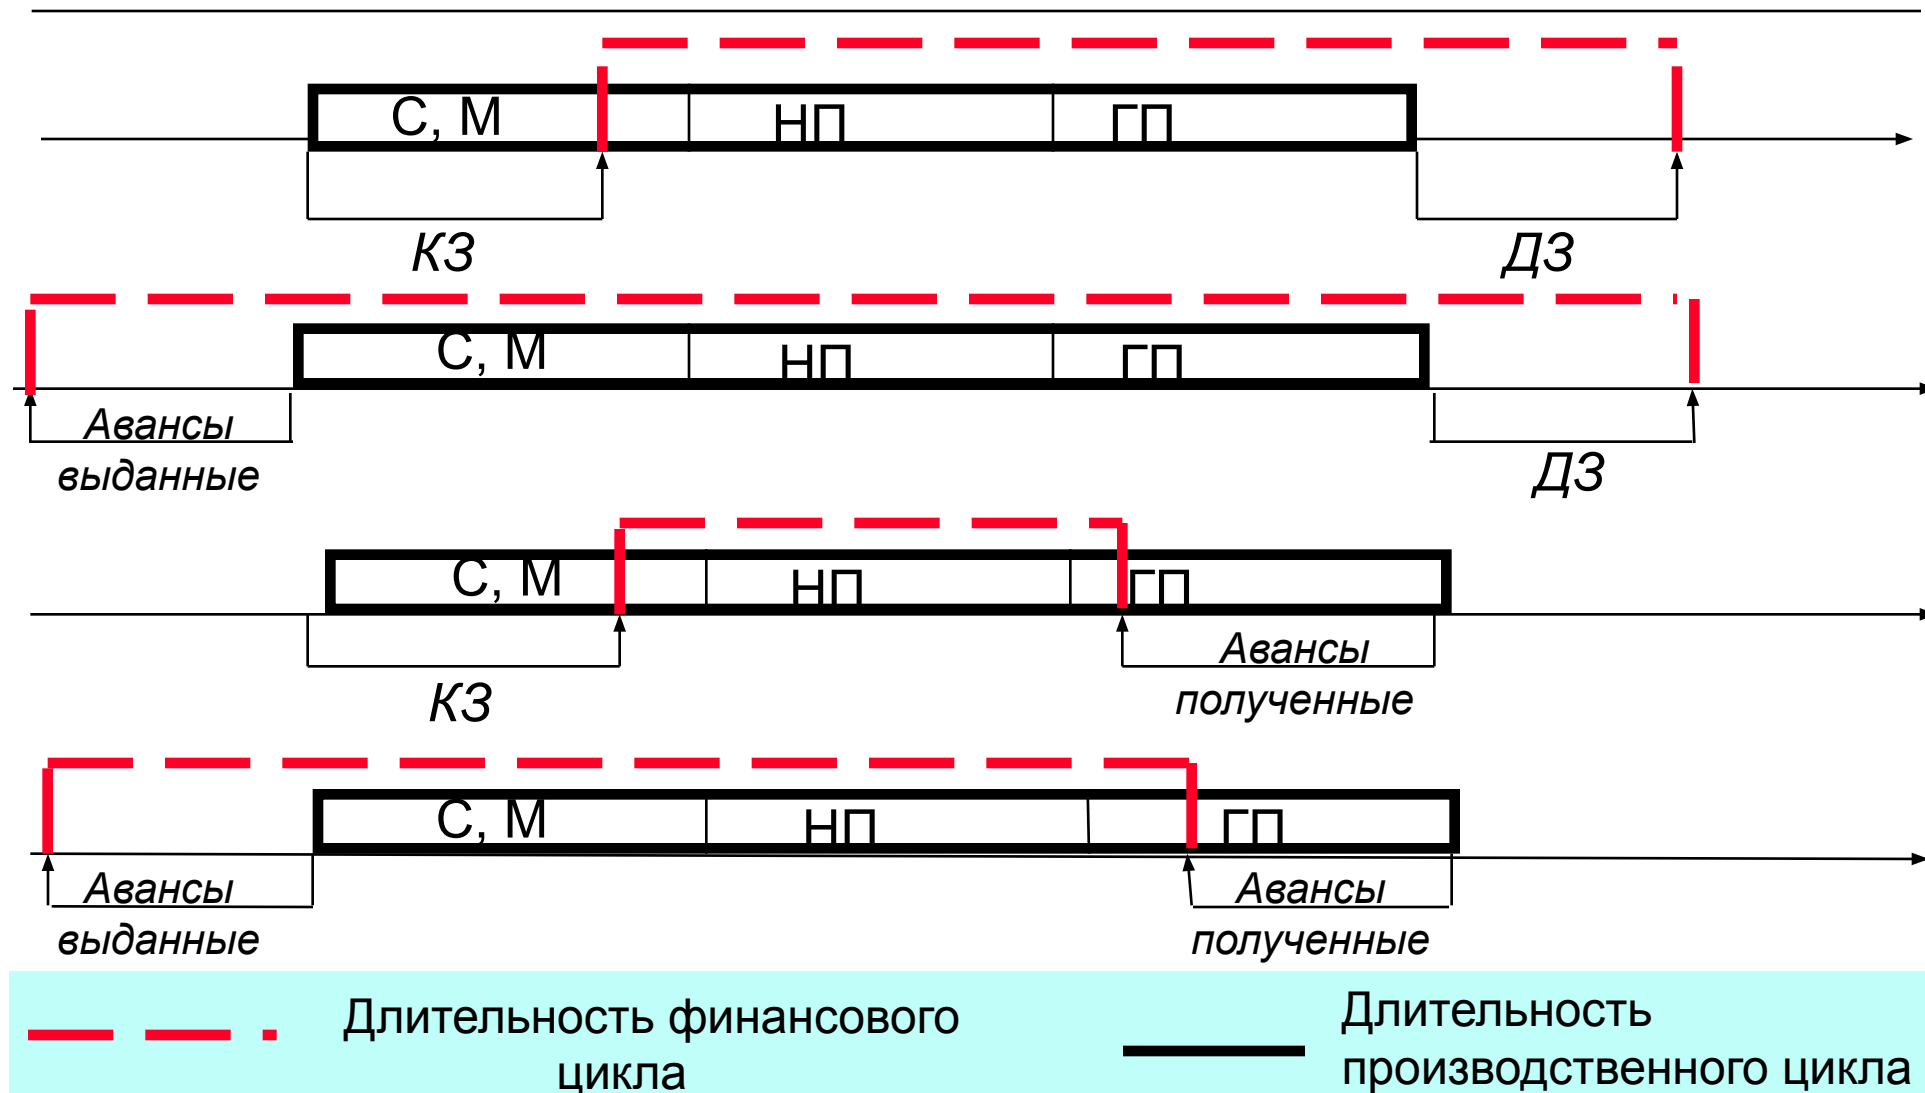 С, М НП ГП
КЗ ДЗ
С, М НП ГП
Авансы
выданные
ДЗ
С, М НП ГП
КЗ
Авансы
полученные
С, М НП ГП
Авансы
выданные
Авансы
полученные
Длительность финансового
цикла
Длительность
производственного цикла